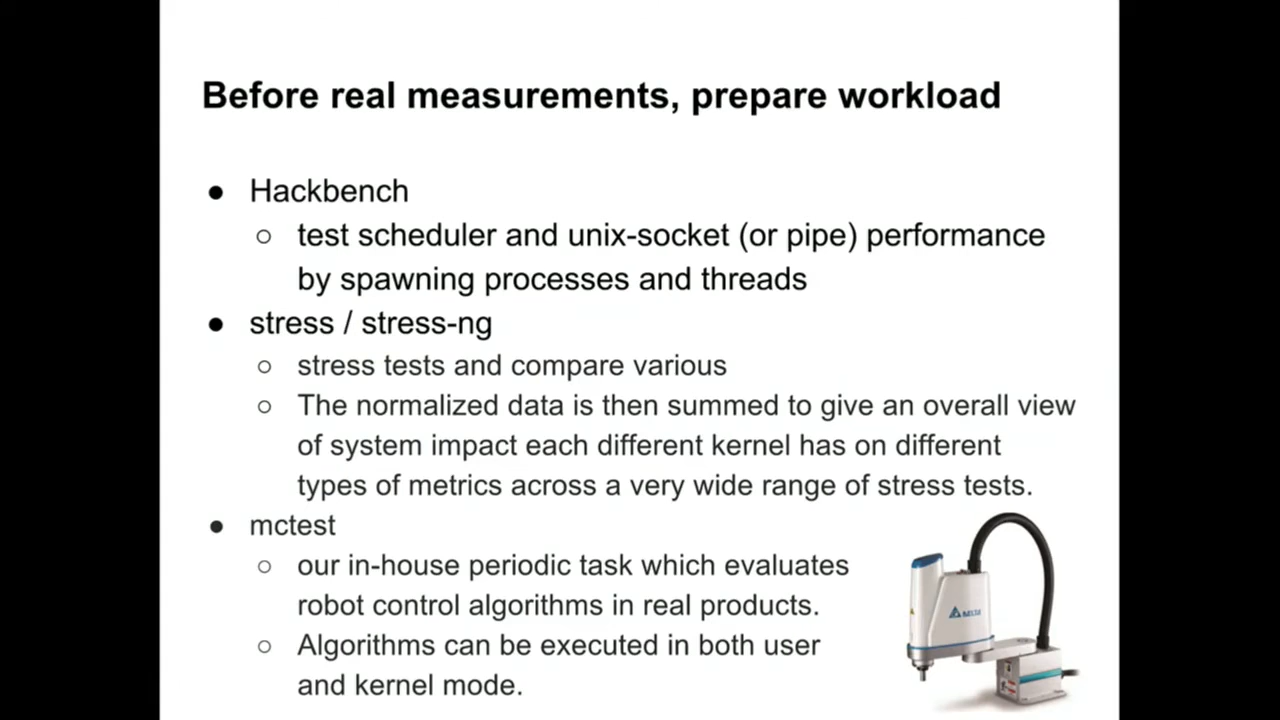 Before real measurements, prepare workload
● Hackbench
○ test scheduler and unix-socket (or pipe) performance
by spawning processes and threads
● stress / stress-ng
○ stress tests and compare various
○ The normalized data is then summed to give an overall view
of system impact each different kernel has on different
types of metrics across a very wide range of stress tests.
● mctest
○ our in-house periodic task which evaluates
robot control algorithms in real products.
○ Algorithms can be executed in both user
and kernel mode.
DELTA